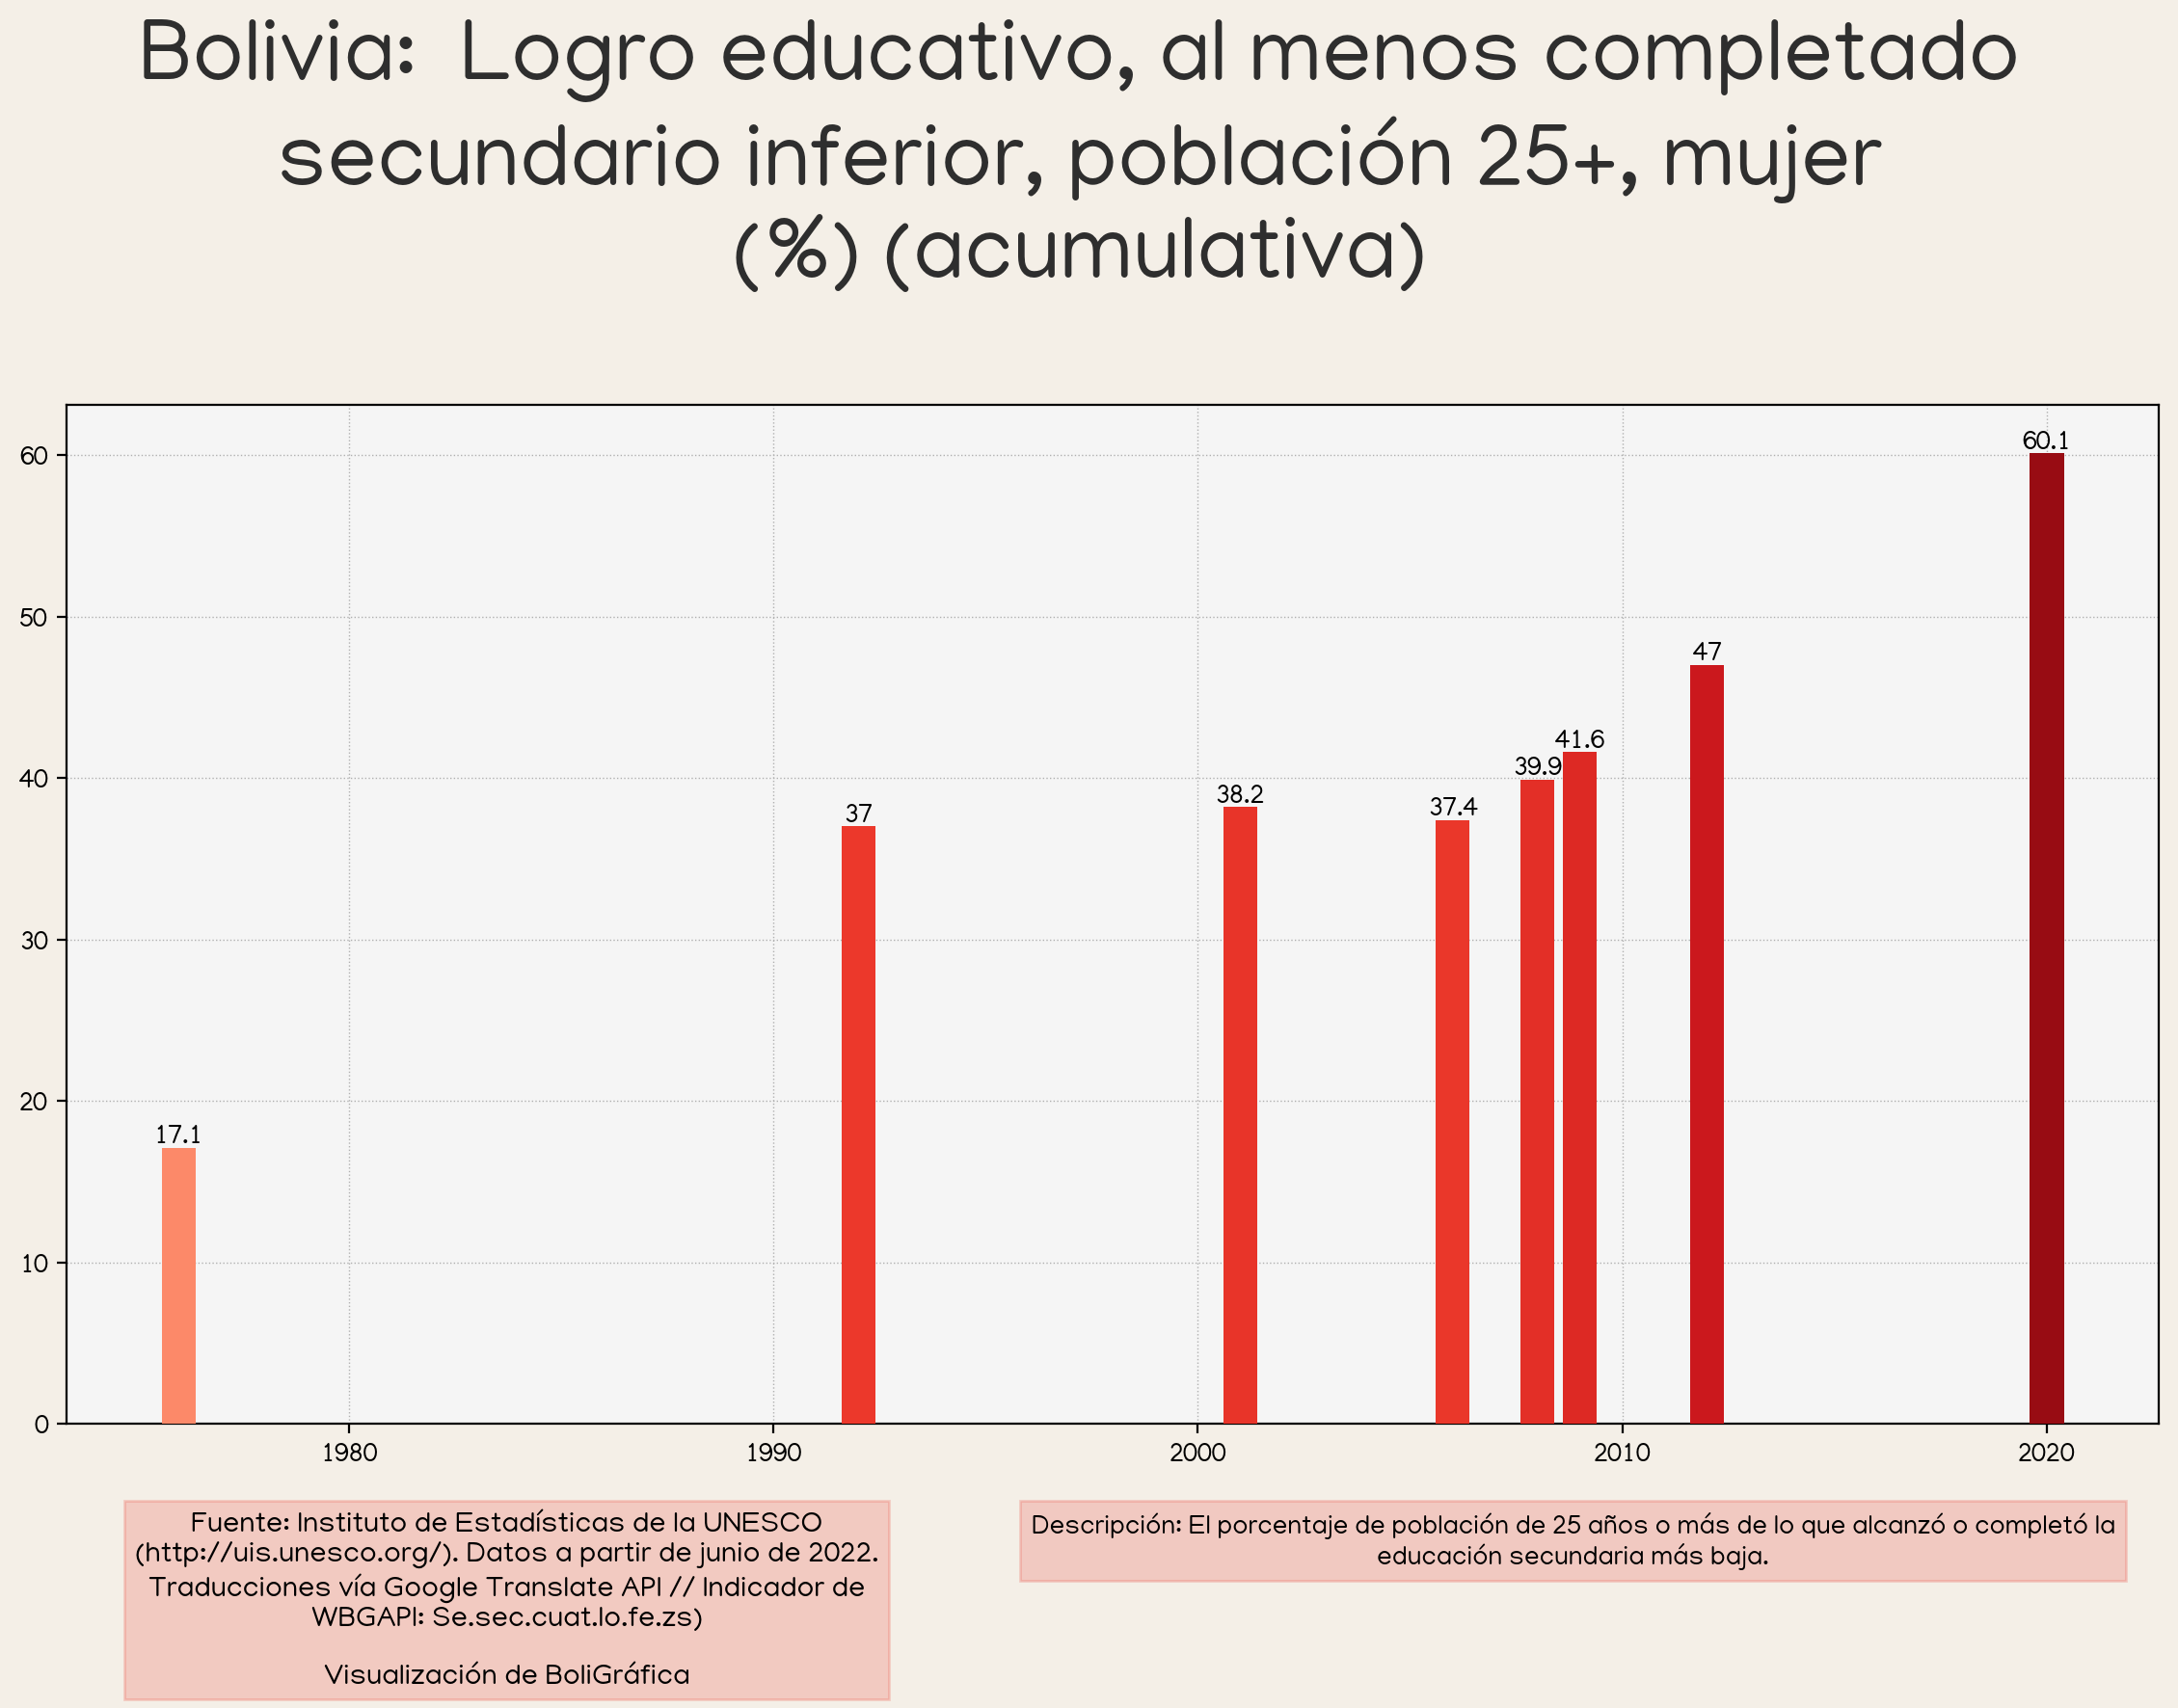 Bolivia:  Logro educativo, al menos completado
secundario inferior, población 25+, mujer
(%) (acumulativa)
60
50
40
30
20
10
0
17.1
37
38.2
37.4
39.9
41.6
47
60.1
1980
1990
2000
2010
2020
Fuente: Instituto de Estadísticas de la UNESCO
(http://uis.unesco.org/). Datos a partir de junio de 2022.
Traducciones vía Google Translate API // Indicador de
WBGAPI: Se.sec.cuat.lo.fe.zs)
Visualización de BoliGráfica
Descripción: El porcentaje de población de 25 años o más de lo que alcanzó o completó la
educación secundaria más baja.